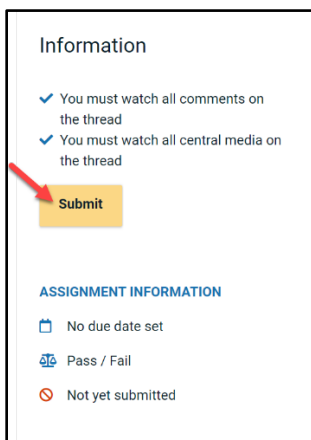 Information
You must watch all comments on
the thread
You must watch all central media on
the thread
Submit
ASSIGNMENT INFORMATION
No due date set
Pass / Fail
Not yet submitted